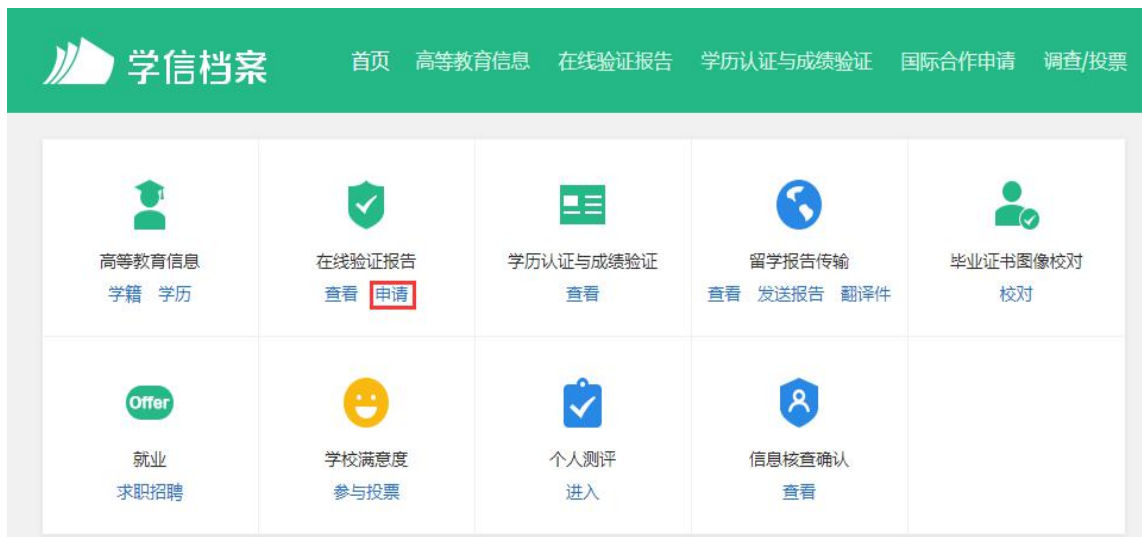 学信档案 首页 高等教育信息 在线验证报告 学历认证与成绩验证 国际合作申请 调查/投票
高等教育信息 在线验证报告 学历认证与成绩验证 留学报告传输 毕业证书图像校对
学籍 学历 查看 申请 查看 查看 发送报告 翻译件 校对
Offer
就业 学校满意度 个人测评 信息核查确认
求职招聘 参与投票 进入 查看